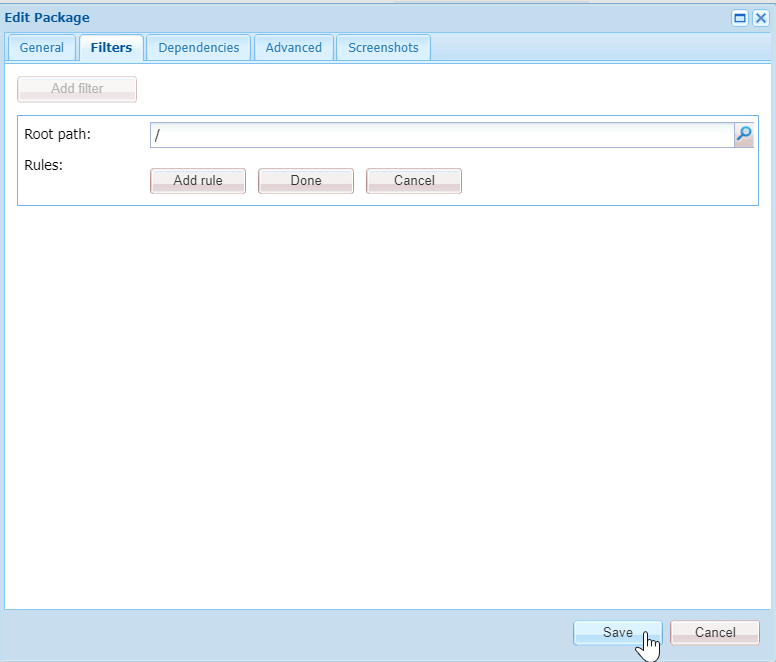 Edit Package
General Filters Dependencies Advanced Screenshots
Add filter
Root path: /
Rules:
Add rule Done Cancel
Save Cancel